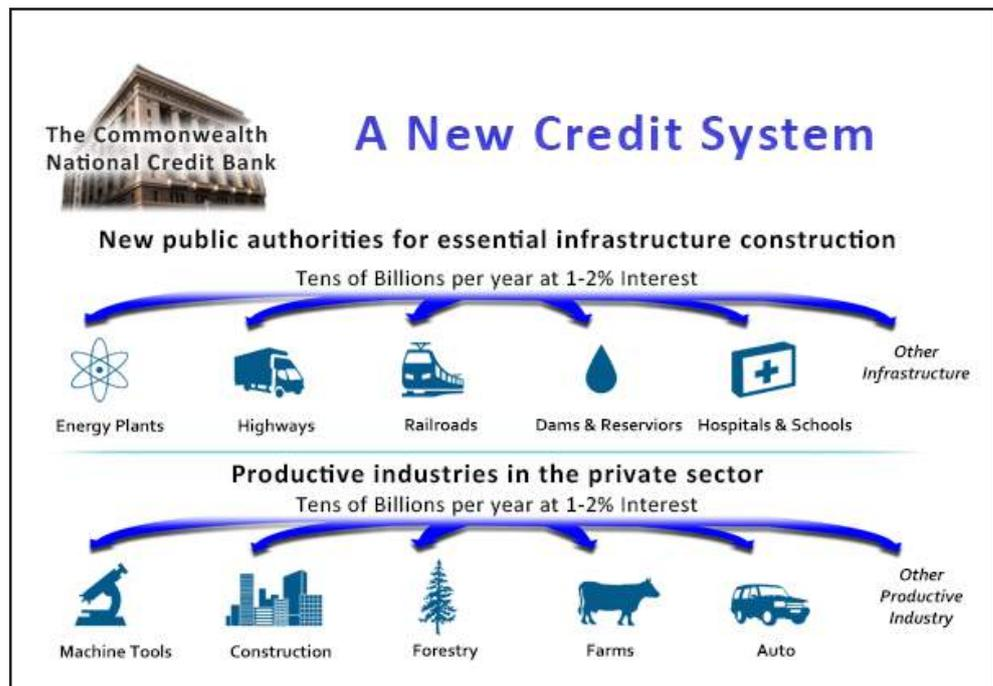 The Commonwealth
National Credit Bank
A New Credit System
New public authorities for essential infrastructure construction
Tens of Billions per year at 1-2% Interest
Other
Infrastructure
Energy Plants
Highways
Railroads
Dams & Reserviors
Hospitals & Schools
Productive industries in the private sector
Tens of Billions per year at 1-2% Interest
Other
Productive
Industry
Machine Tools
Construction
Forestry
Farms
Auto